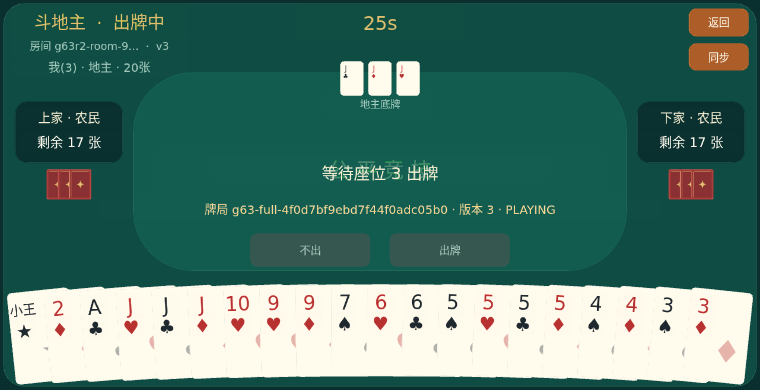 斗地主 · 出牌中
房间 g63r2-room-9… · v3
我(3) · 地主 · 20张
25s
返回
同步
J
J
J
地主底牌
上家 · 农民
剩余 17 张
下家 · 农民
剩余 17 张
等待座位 3 出牌
牌局 g63-full-4f0d7bf9ebd7f44f0adc05b0 · 版本 3 · PLAYING
不出
出牌
小王 2 A J J J 10 9 9 7 6 6 5 5 5 5 4 4 3 3